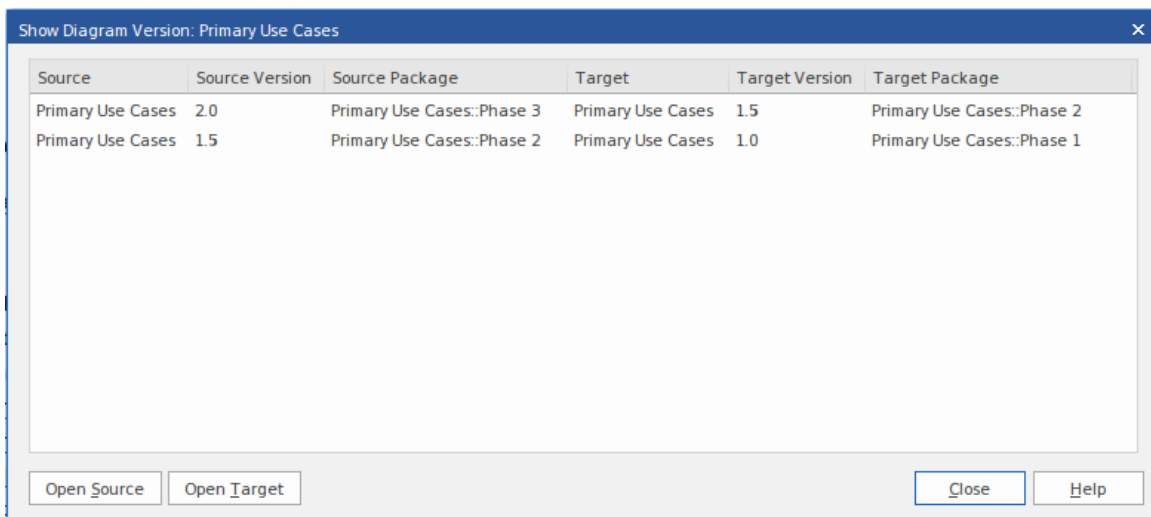 Show Diagram Version: Primary Use Cases
Source Source Version Source Package Target Target Version Target Package
Primary Use Cases 2.0 Primary Use Cases::Phase 3 Primary Use Cases 1.5 Primary Use Cases::Phase 2
Primary Use Cases 1.5 Primary Use Cases::Phase 2 Primary Use Cases 1.0 Primary Use Cases::Phase 1
Open Source Open Target Close Help